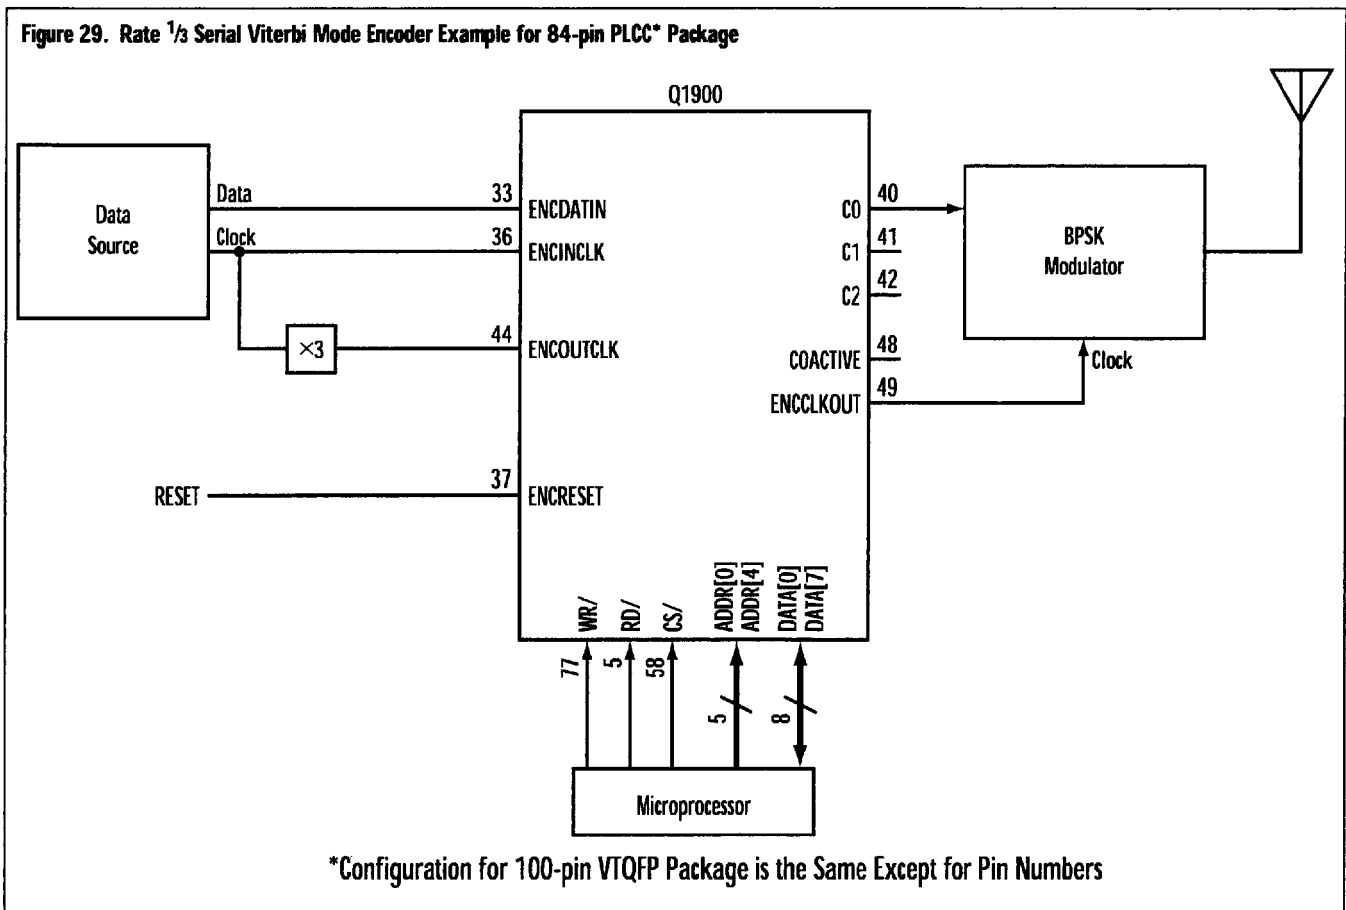 Figure 29. Rate 1/3 Serial Viterbi Mode Encoder Example for 84-pin PLCC* Package
Q1900
Data
Source
Data
Clock
×3
33
36
44
37
ENCDATIN
ENCINCLK
ENCOUTCLK
RESET
ENCRESET
C0
C1
C2
COACTIVE
ENCCLKOUT
40
41
42
48
49
BPSK
Modulator
Clock
WR/
RD/
CS/
ADDR[0]
ADDR[4]
DATA[0]
DATA[7]
77
5
58
5
8
Microprocessor
*Configuration for 100-pin VTQFP Package is the Same Except for Pin Numbers